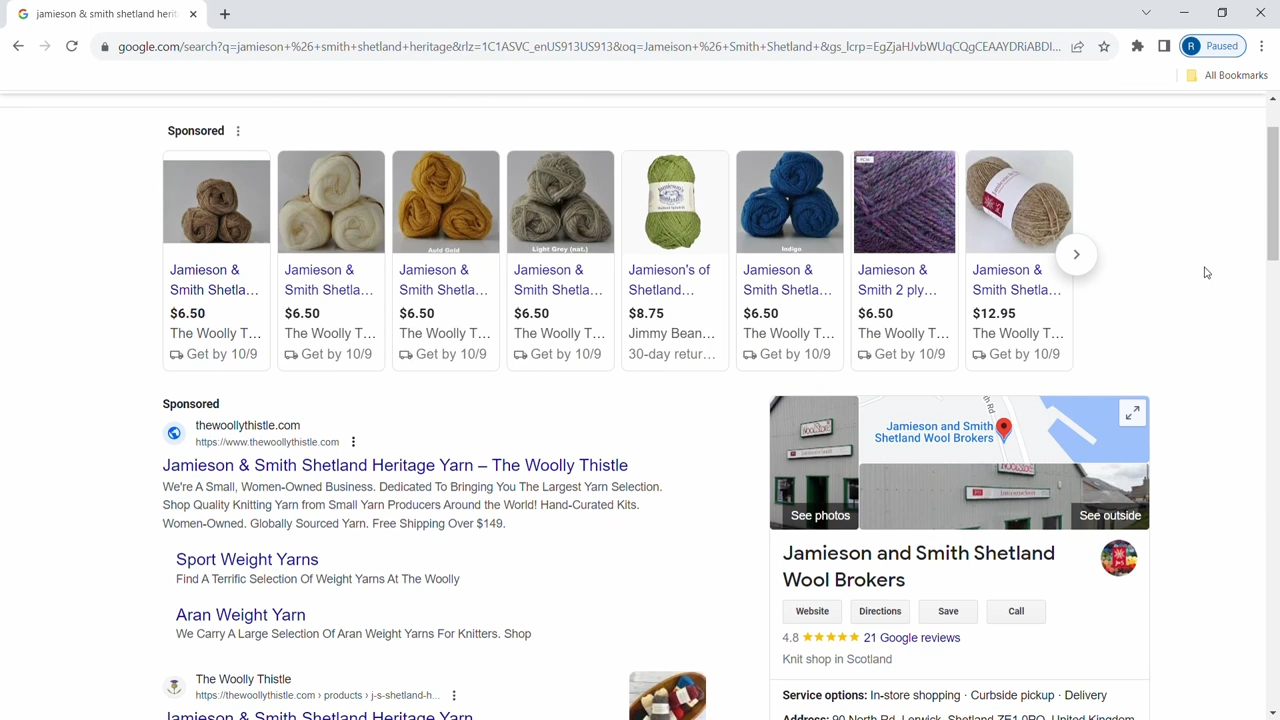 jamieson & smith shetland herit
google.com/search?q=jamieson+%26+smith+shetland+heritage&rlz=1C1ASVC_enUS913US913&oq=Jameison+%26+Smith+Shetland+&gs_lcrp=EgZjaHJvbWUqCQgCEAAYDRiABDI...
R Paused
All Bookmarks
Sponsored
Auld Gold
Light Grey (nat.)
Jamieson's
Indigo
Jamieson & Smith Shetla...
$6.50
The Woolly T...
Get by 10/9
Jamieson & Smith Shetla...
$6.50
The Woolly T...
Get by 10/9
Jamieson & Smith Shetla...
$6.50
The Woolly T...
Get by 10/9
Jamieson & Smith Shetla...
$6.50
The Woolly T...
Get by 10/9
Jamieson's of Shetland...
$8.75
Jimmy Bean...
30-day retur...
Jamieson & Smith Shetla...
$6.50
The Woolly T...
Get by 10/9
Jamieson & Smith 2 ply...
$6.50
The Woolly T...
Get by 10/9
Jamieson & Smith Shetla...
$12.95
The Woolly T...
Get by 10/9
Sponsored
thewoollythistle.com
https://www.thewoollythistle.com
Jamieson & Smith Shetland Heritage Yarn – The Woolly Thistle
We're A Small, Women-Owned Business. Dedicated To Bringing You The Largest Yarn Selection.
Shop Quality Knitting Yarn from Small Yarn Producers Around the World! Hand-Curated Kits.
Women-Owned. Globally Sourced Yarn. Free Shipping Over $149.
Sport Weight Yarns
Find A Terrific Selection Of Weight Yarns At The Woolly
Aran Weight Yarn
We Carry A Large Selection Of Aran Weight Yarns For Knitters. Shop
The Woolly Thistle
https://thewoollythistle.com › products › j-s-shetland-h...
Jamieson & Smith Shetland Heritage Yarn
h Rd
Jamieson and Smith
Shetland Wool Brokers
See photos
See outside
Jamieson and Smith Shetland
Wool Brokers
Website
Directions
Save
Call
4.8
21 Google reviews
Knit shop in Scotland
Service options: In-store shopping · Curbside pickup · Delivery
Address: 90 North Rd, Lerwick, Shetland ZE1 0PQ, United Kingdom